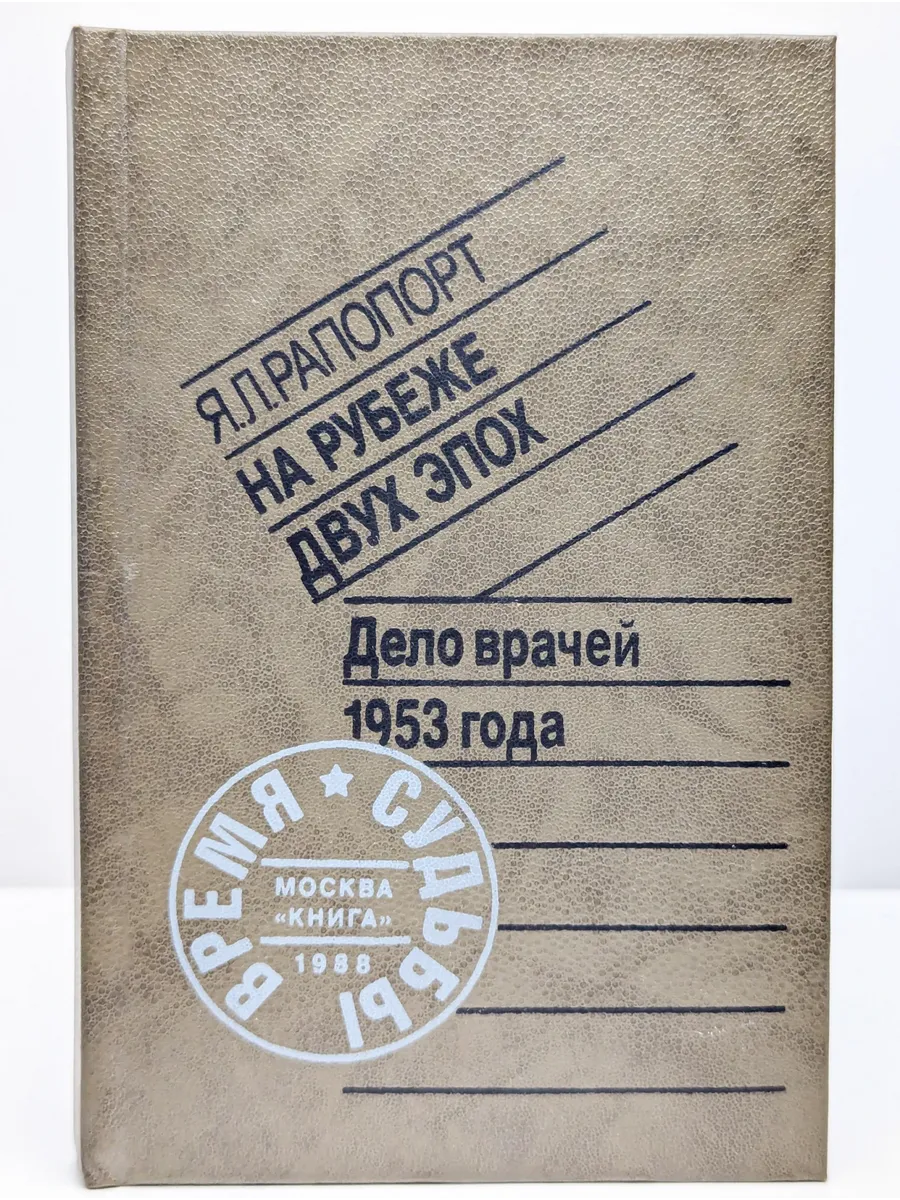 Я.Л.РАПОПОРТ
НА РУБЕЖЕ
ДВУХ ЭПОХ
Дело врачей
1953 года
ВРЕМЯ ★ СУДЬБЫ
МОСКВА
«КНИГА»
1988